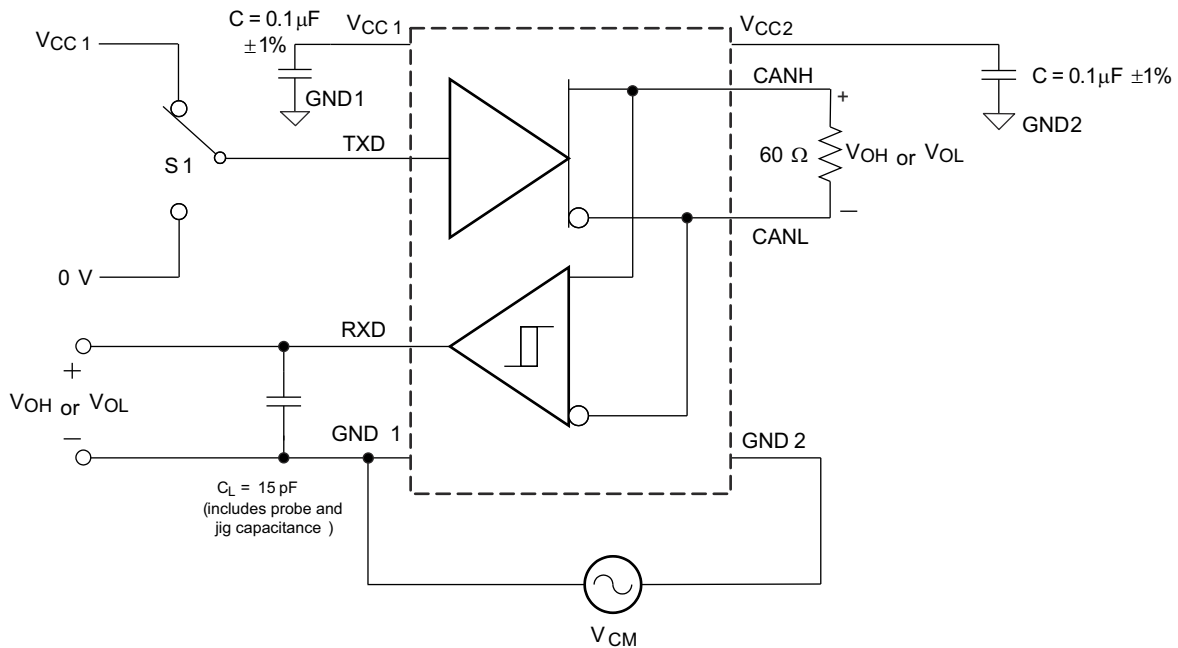 C = 0.1μF
±1%
VCC 1
VCC 1
GND1
VCC2
CANH
C = 0.1μF ±1%
GND2
TXD
S 1
+
60 Ω
VOH or VOL
−
CANL
0 V
RXD
+
VOH or VOL
−
GND 1
GND 2
CL = 15 pF
(includes probe and
jig capacitance )
VCM